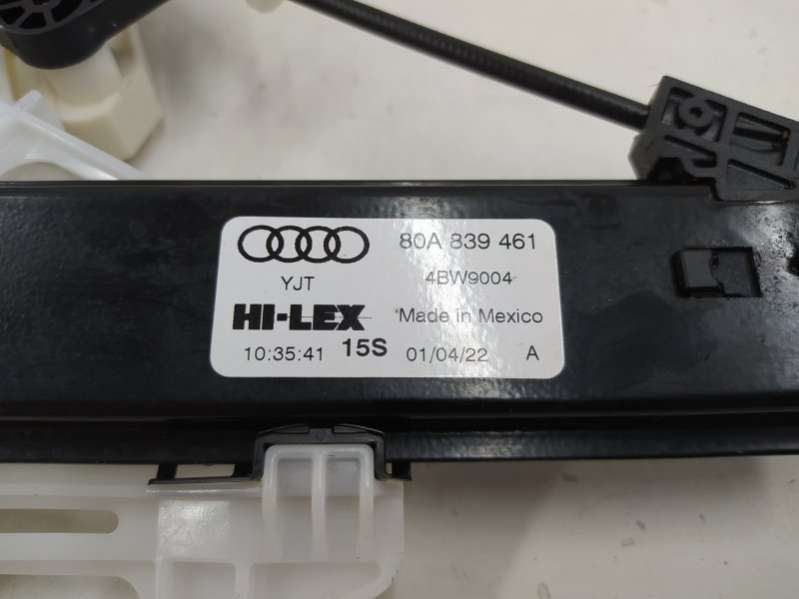 80A 839 461
YJT 4BW9004
HI-LEX Made in Mexico
10:35:41 15S 01/04/22 A